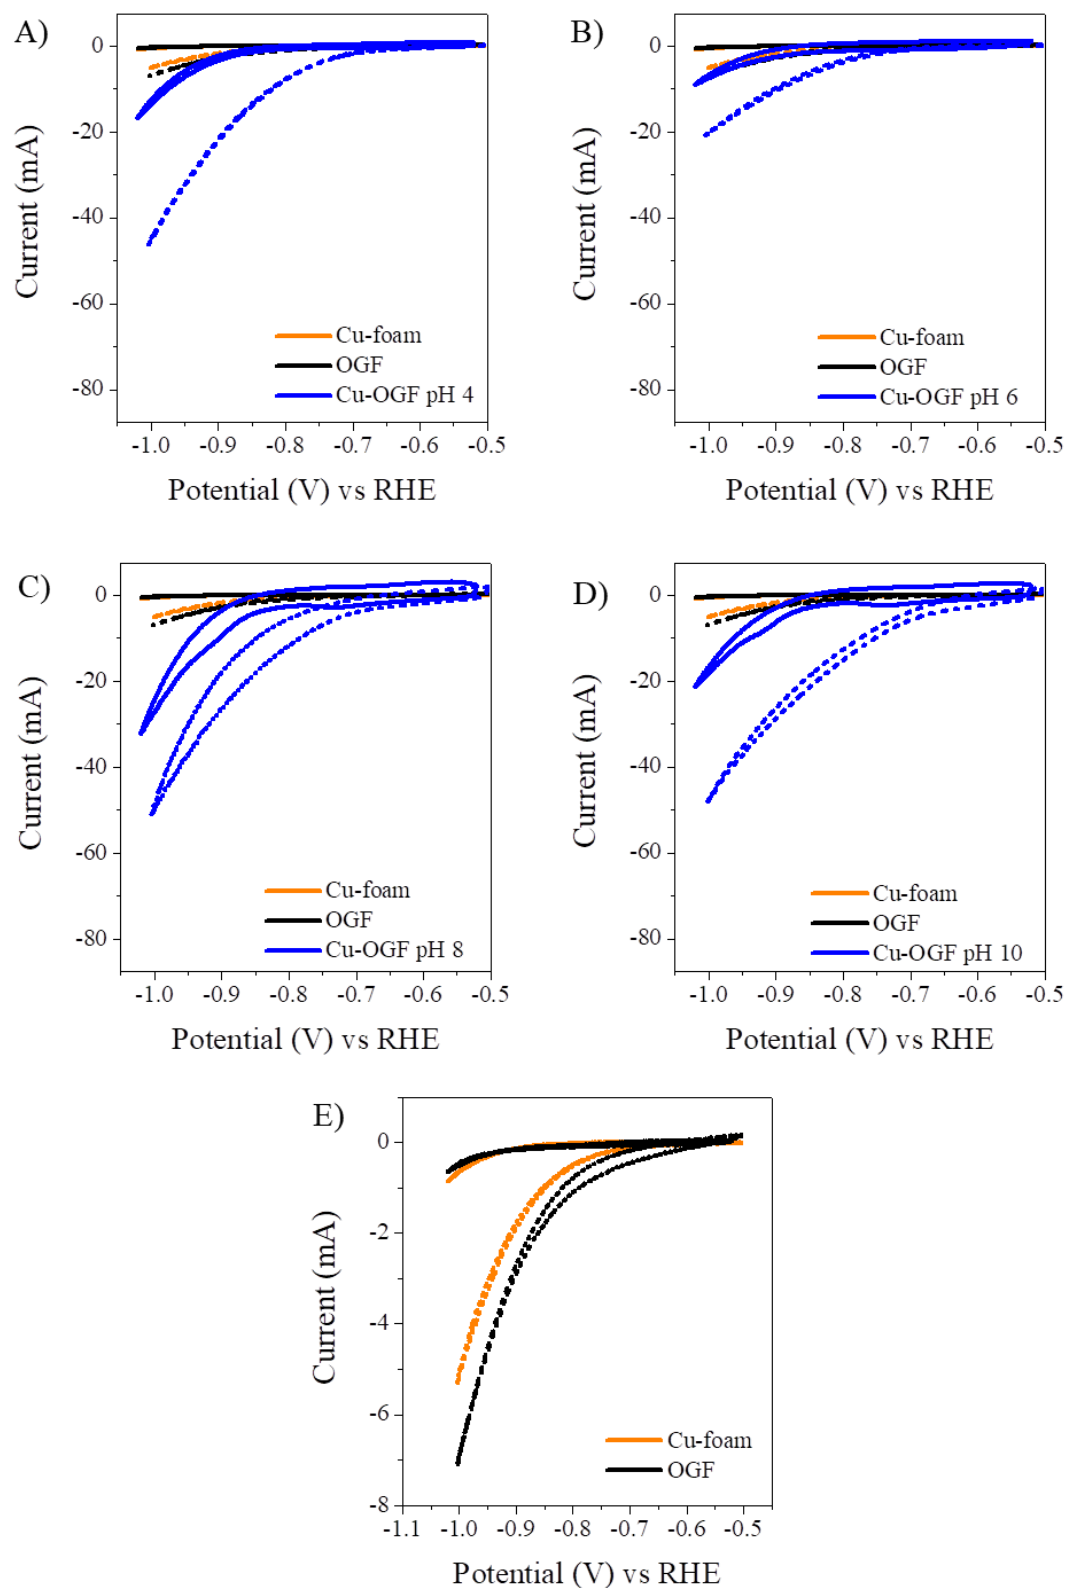 A)
0
-20
-40
-60
-80
Current (mA)
Cu-foam
OGF
Cu-OGF pH 4
-1.0 -0.9 -0.8 -0.7 -0.6 -0.5
Potential (V) vs RHE
B)
0
-20
-40
-60
-80
Current (mA)
Cu-foam
OGF
Cu-OGF pH 6
-1.0 -0.9 -0.8 -0.7 -0.6 -0.5
Potential (V) vs RHE
C)
0
-20
-40
-60
-80
Current (mA)
Cu-foam
OGF
Cu-OGF pH 8
-1.0 -0.9 -0.8 -0.7 -0.6 -0.5
Potential (V) vs RHE
D)
0
-20
-40
-60
-80
Current (mA)
Cu-foam
OGF
Cu-OGF pH 10
-1.0 -0.9 -0.8 -0.7 -0.6 -0.5
Potential (V) vs RHE
E)
0
-2
-4
-6
-8
Current (mA)
Cu-foam
OGF
-1.1 -1.0 -0.9 -0.8 -0.7 -0.6 -0.5
Potential (V) vs RHE